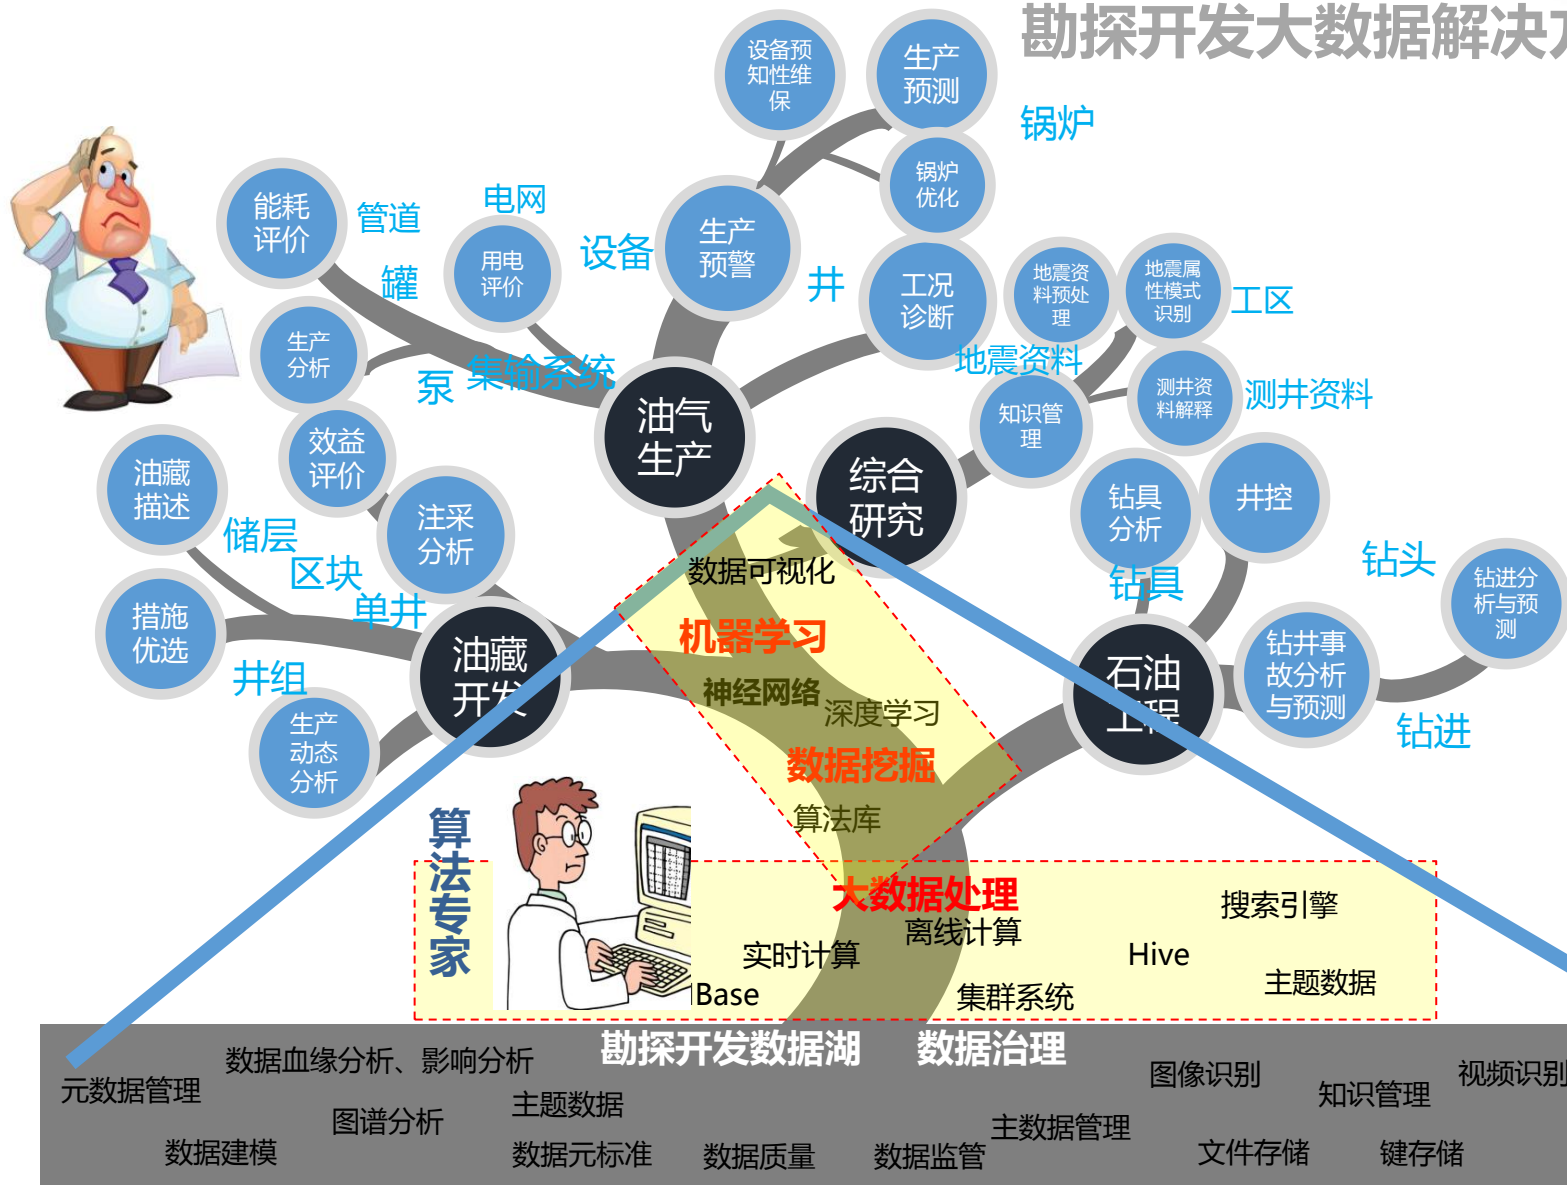 勘探开发大数据解决
设备预
知性维
保
生产
预测
锅炉
锅炉
优化
能耗
评价
管道
电网
罐
用电
评价
设备
生产
预警
井
工况
诊断
地震资
料预处
理
地震属
性模式
识别
工区
生产
分析
泵
集输系统
地震资料
油气
生产
知识管
理
测井资
料解释
测井资料
效益
评价
油藏
描述
综合
研究
钻具
分析
井控
注采
分析
储层
区块
单井
钻具
钻头
钻进分
析与预
测
措施
优选
井组
油藏
开发
数据可视化
机器学习
神经网络
深度学习
数据挖掘
算法库
石油
工程
钻井事
故分析
与预测
钻进
生产
动态
分析
算法专家
大数据处理
搜索引擎
离线计算
实时计算
Hive
主题数据
Base
集群系统
勘探开发数据湖
数据治理
数据血缘分析、影响分析
元数据管理
图谱分析
主题数据
数据建模
数据元标准
数据质量
数据监管
主数据管理
图像识别
知识管理
视频识别
文件存储
键存储